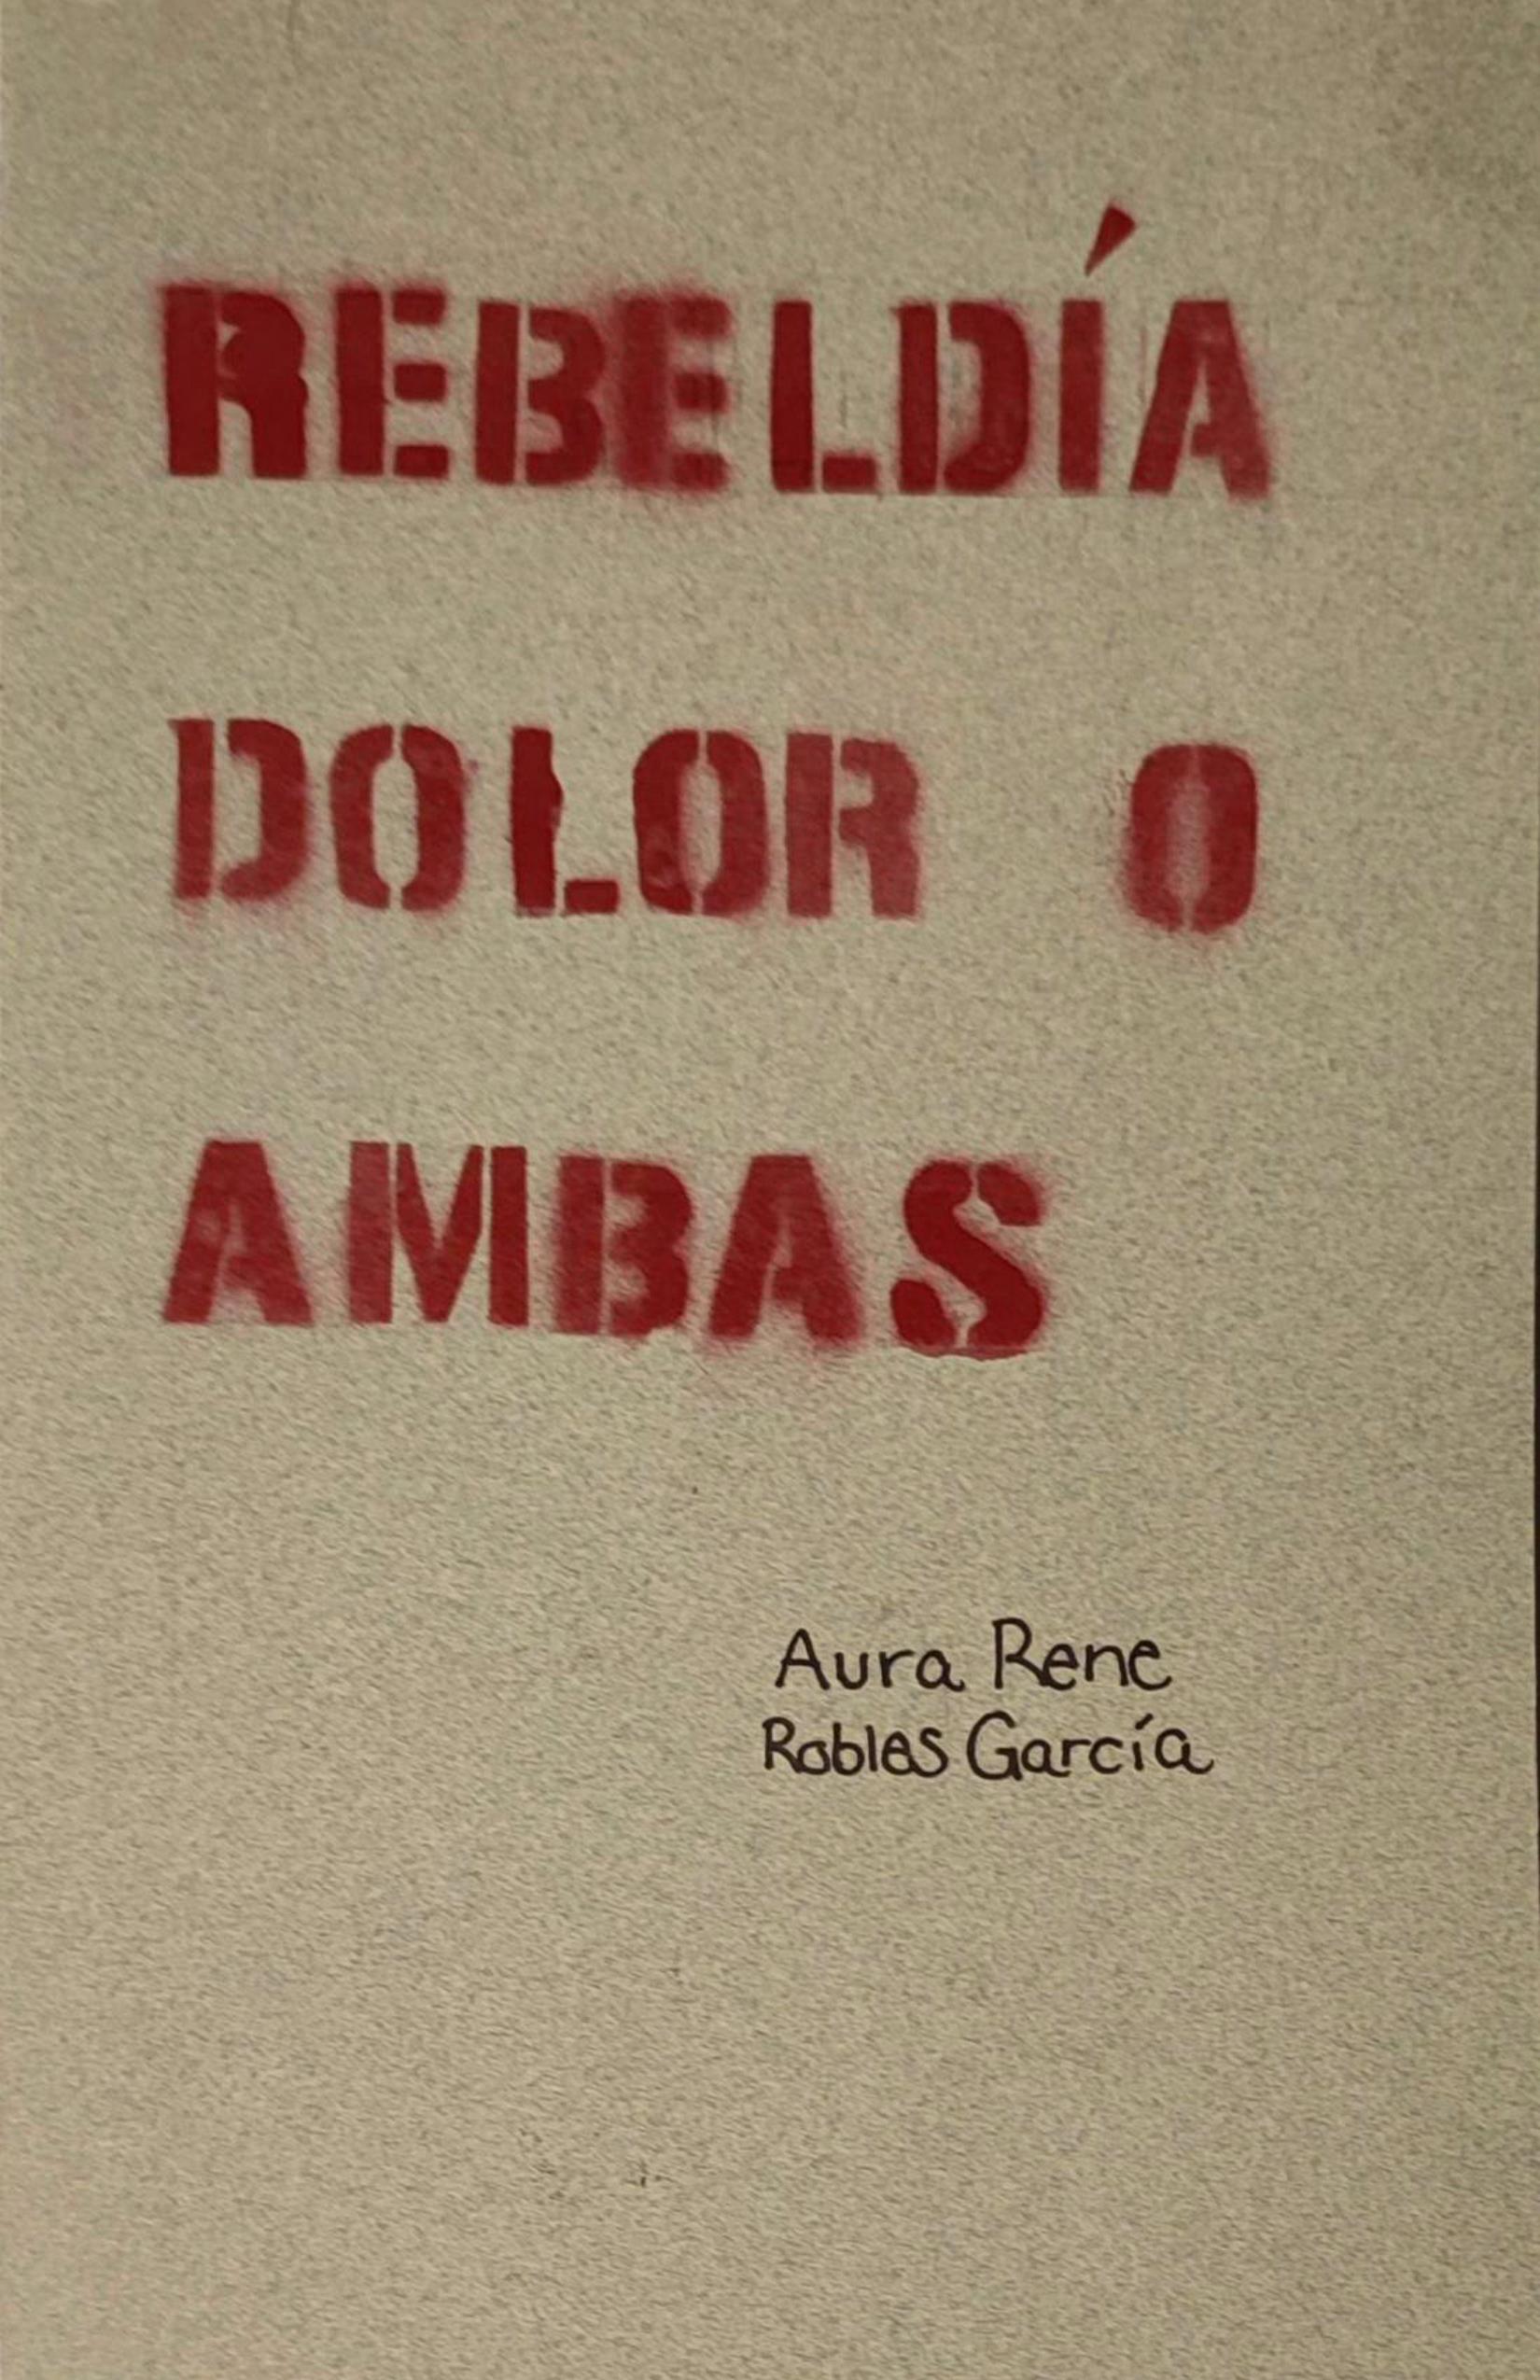 REBELDÍA
DOLOR O
AMBAS
Aura Rene
Robles García